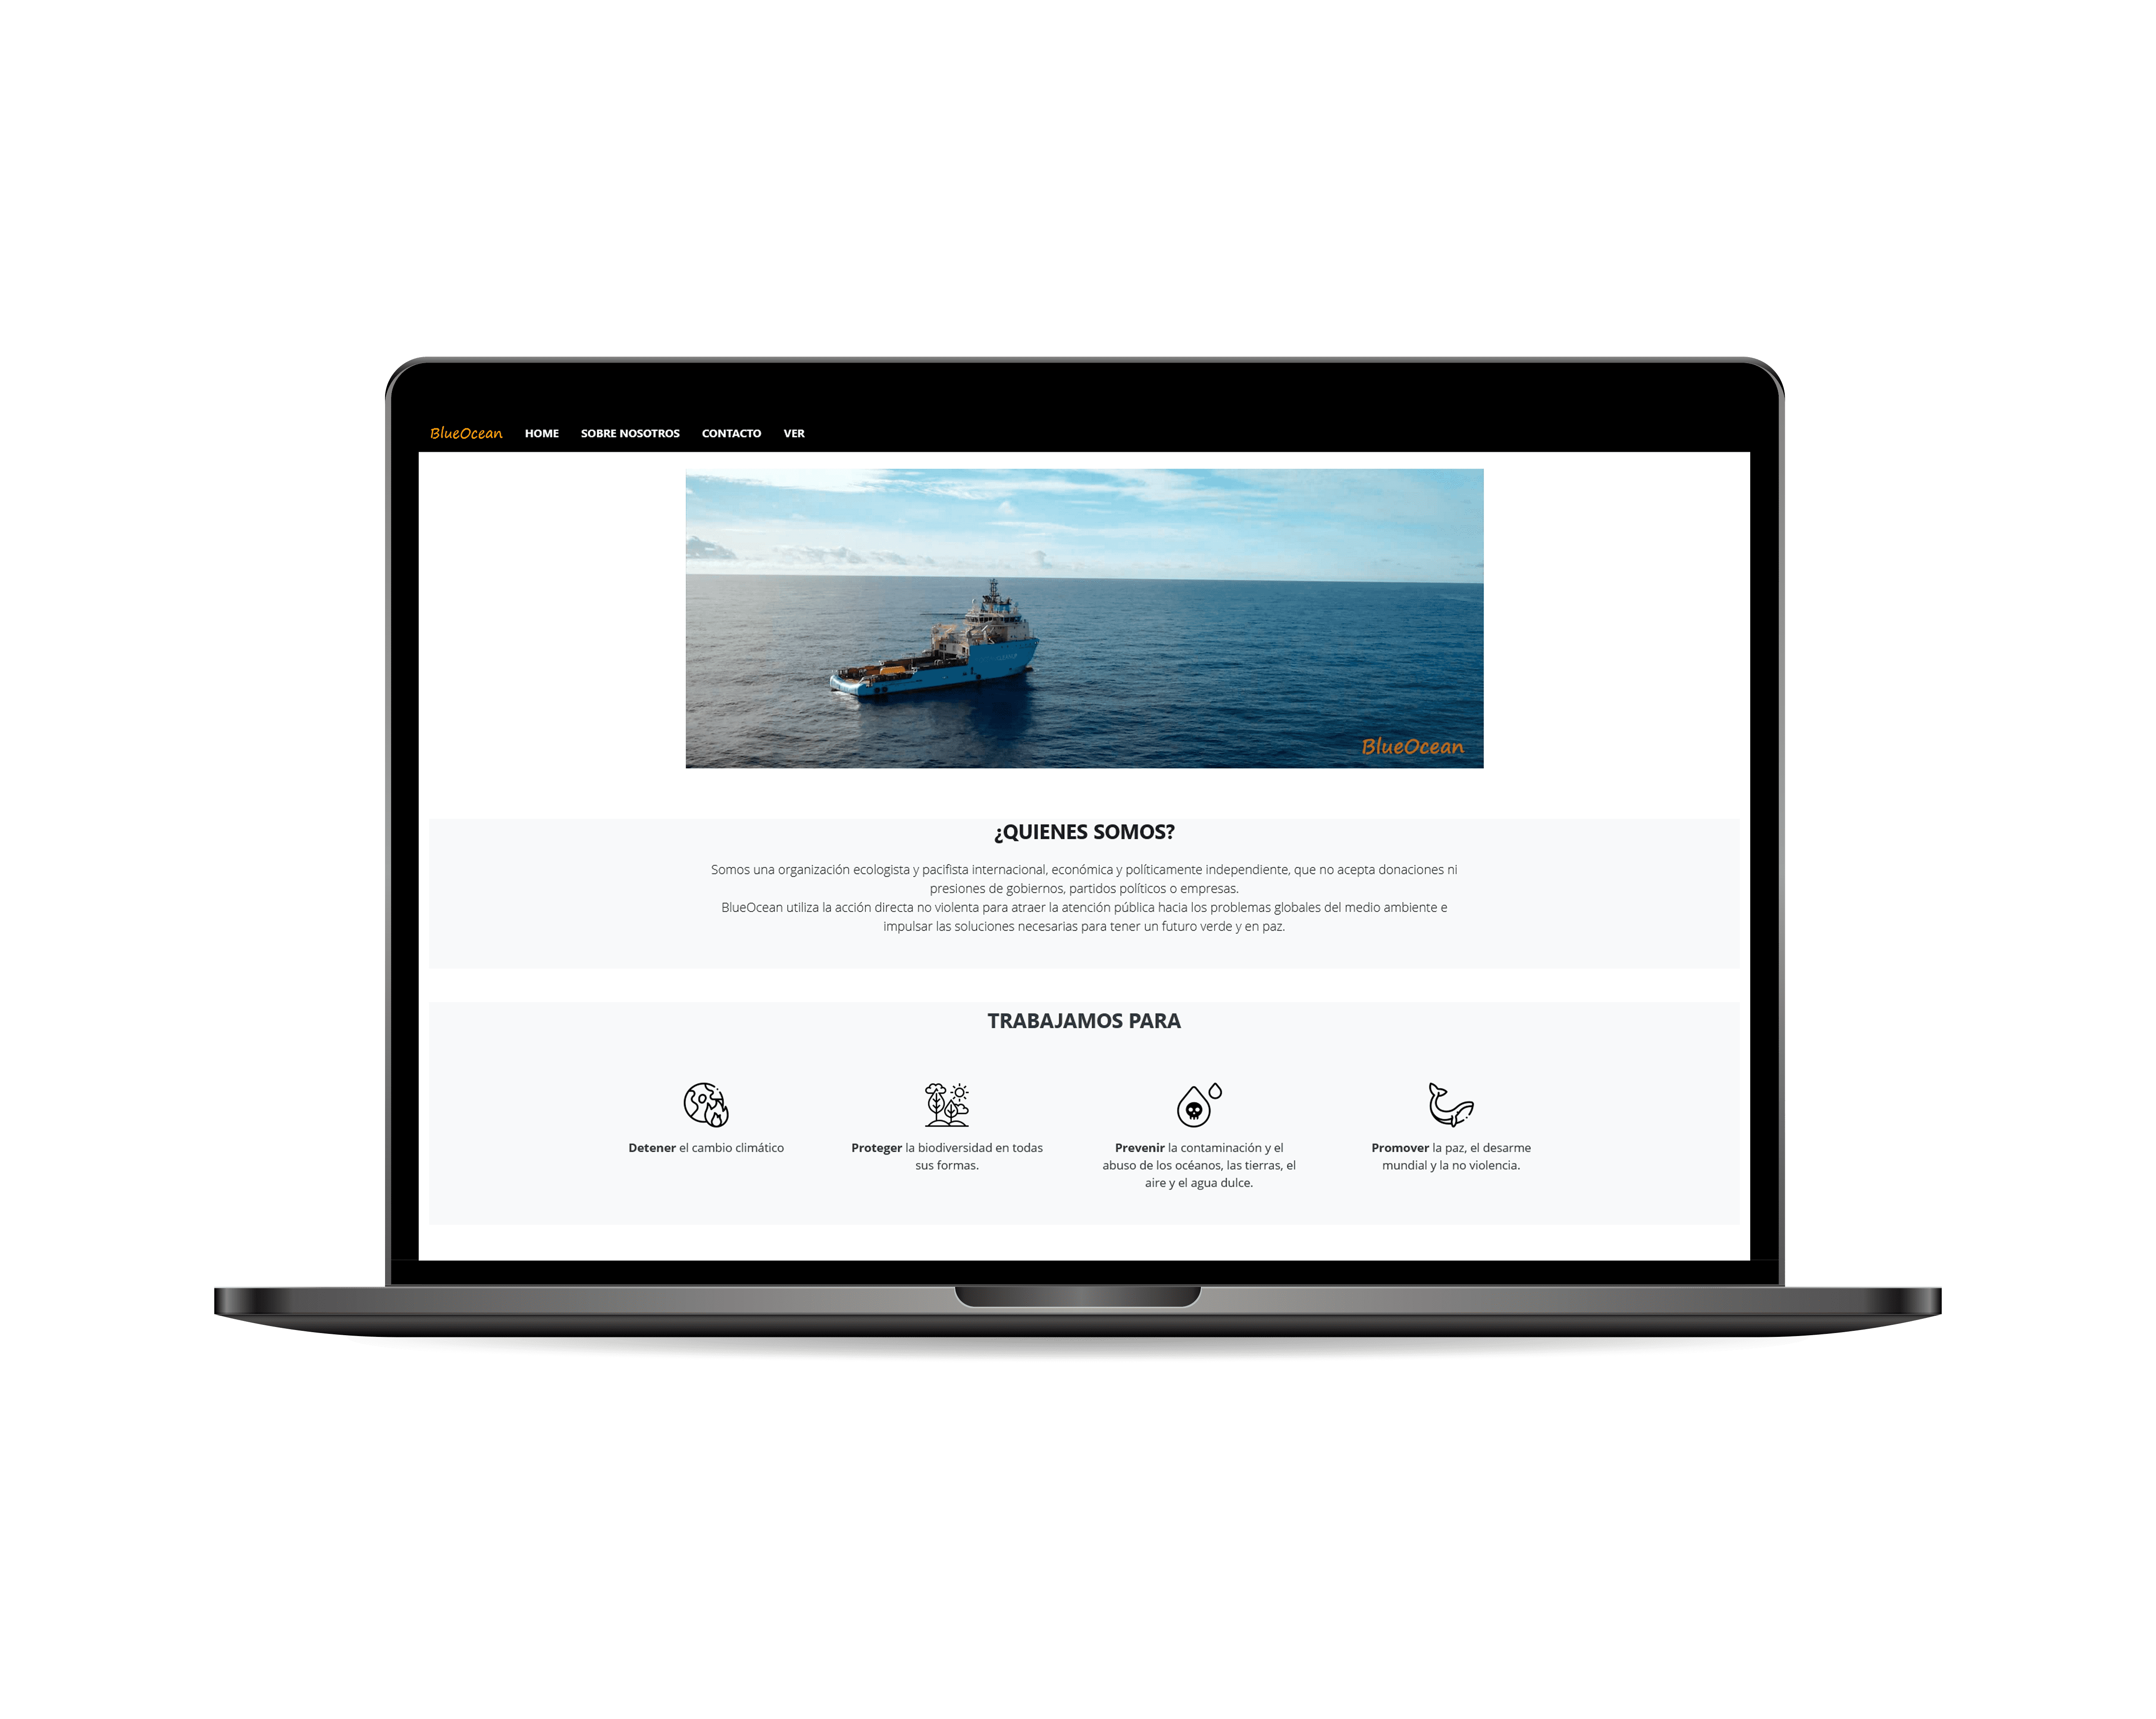 BlueOcean HOME SOBRE NOSOTROS CONTACTO VER
BlueOcean
¿QUIENES SOMOS?
Somos una organización ecologista y pacifista internacional, económica y políticamente independiente, que no acepta donaciones ni
presiones de gobiernos, partidos políticos o empresas.
BlueOcean utiliza la acción directa no violenta para atraer la atención pública hacia los problemas globales del medio ambiente e
impulsar las soluciones necesarias para tener un futuro verde y en paz.
TRABAJAMOS PARA
Detener el cambio climático
Proteger la biodiversidad en todas
sus formas.
Prevenir la contaminación y el
abuso de los océanos, las tierras, el
aire y el agua dulce.
Promover la paz, el desarme
mundial y la no violencia.